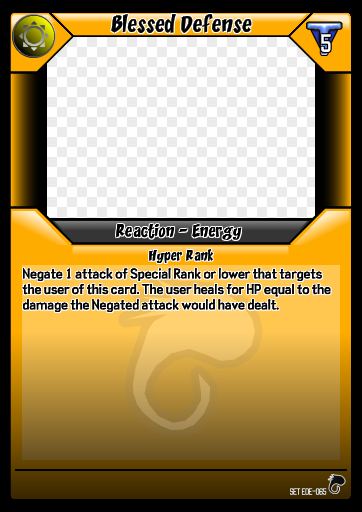 Blessed Defense
5
Reaction - Energy
Hyper Rank
Negate 1 attack of Special Rank or lower that targets
the user of this card. The user heals for HP equal to the
damage the Negated attack would have dealt.
SET EDE-065